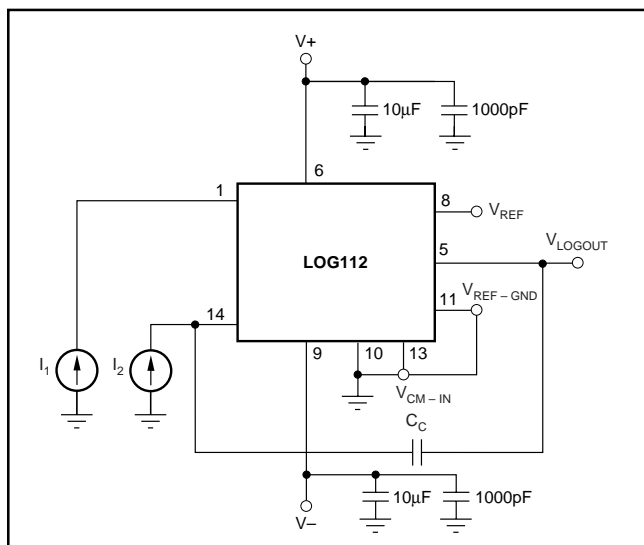 V+
10µF
1000pF
6
1
8
V_REF
LOG112
5
V_LOGOUT
11
V_REF – GND
14
9
10
13
I_1
I_2
V_CM – IN
C_C
10µF
1000pF
V–